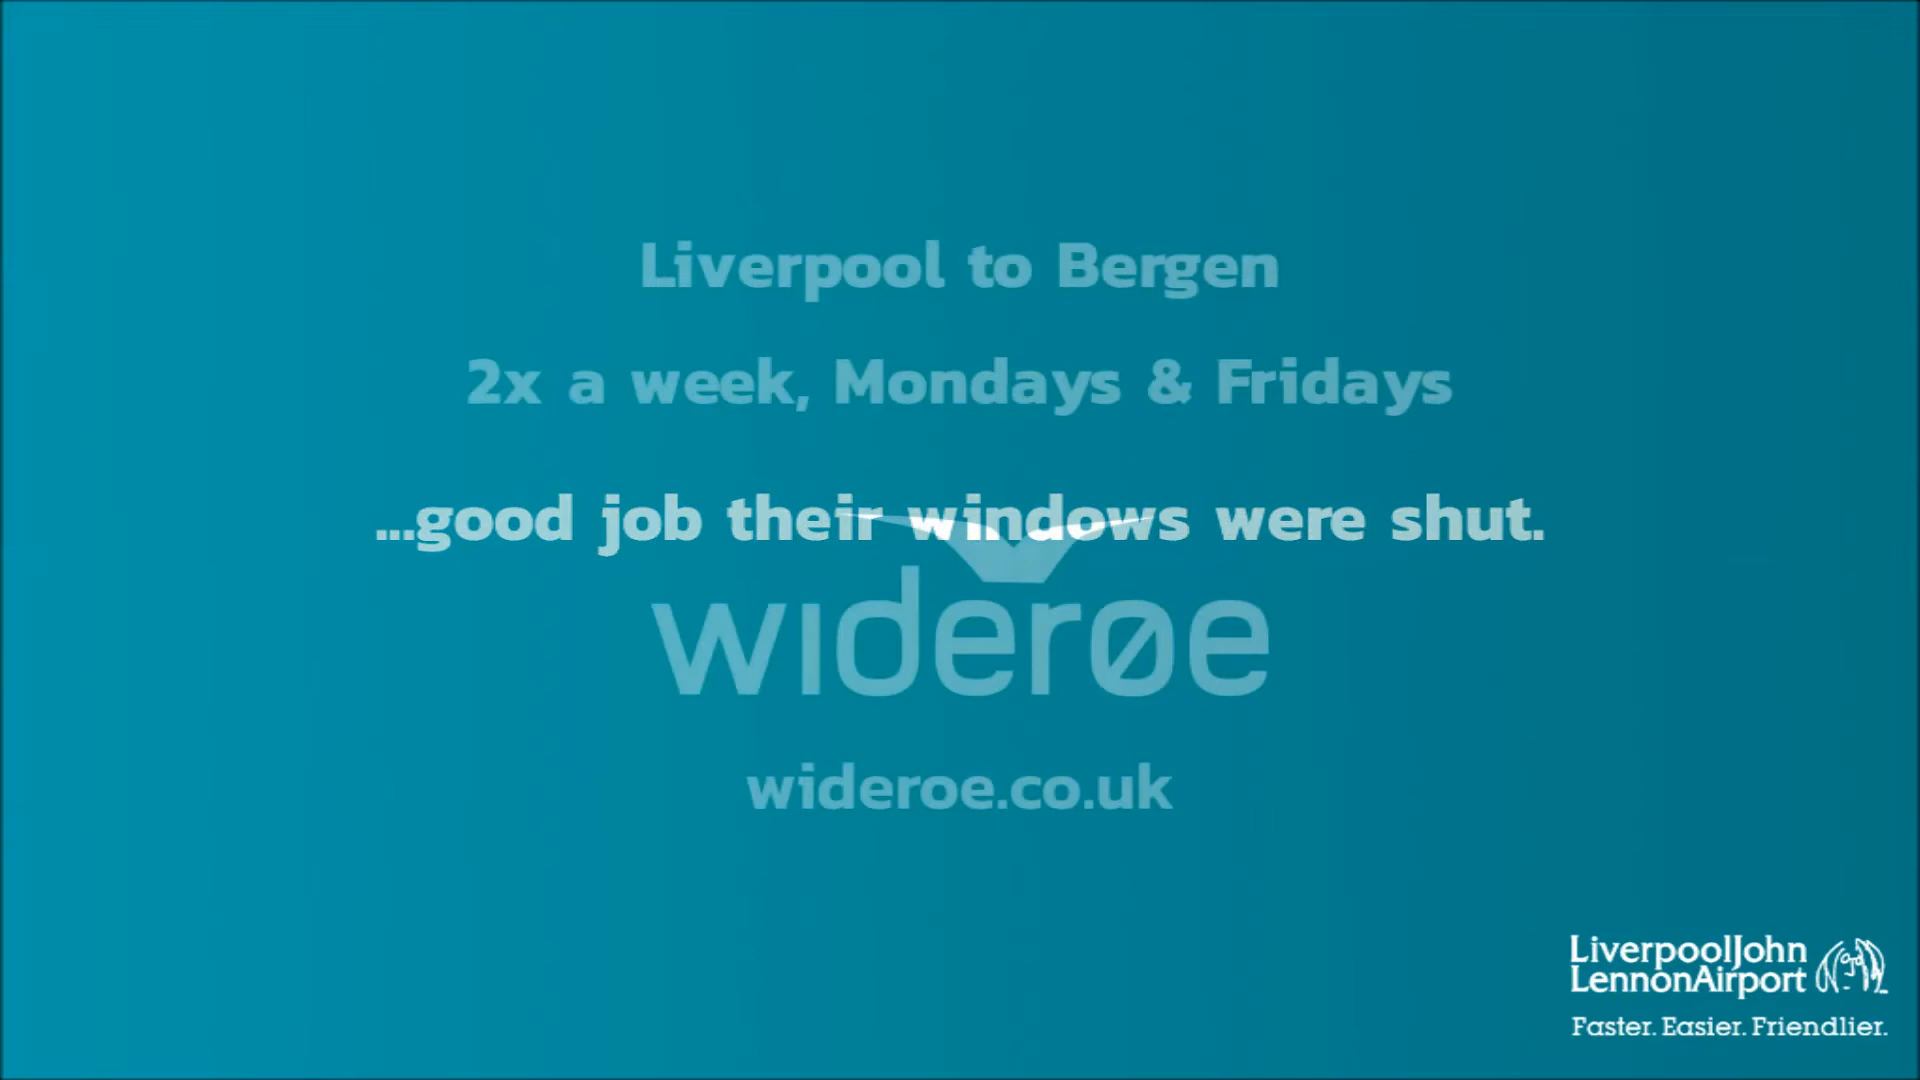 Liverpool to Bergen
2x a week, Mondays & Fridays
...good job their windows were shut.
widerøe
wideroe.co.uk
LiverpoolJohn
LennonAirport
Faster. Easier. Friendlier.